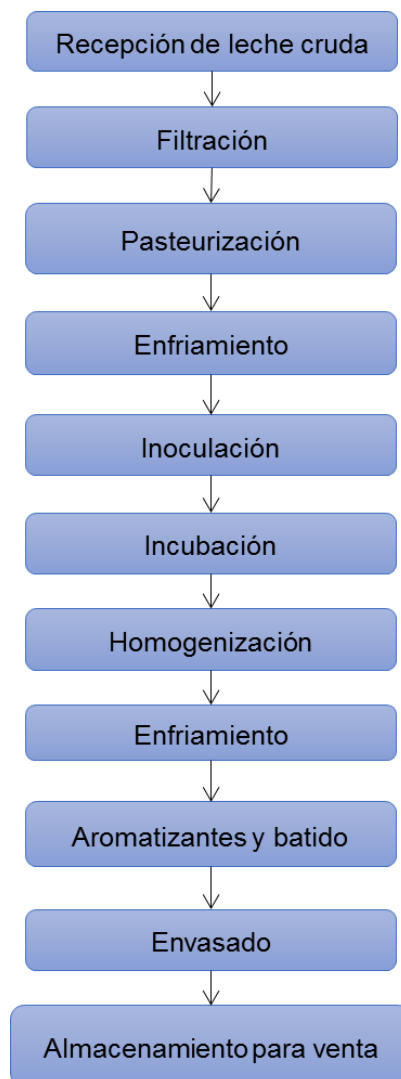 Recepción de leche cruda
Filtración
Pasteurización
Enfriamiento
Inoculación
Incubación
Homogenización
Enfriamiento
Aromatizantes y batido
Envasado
Almacenamiento para venta